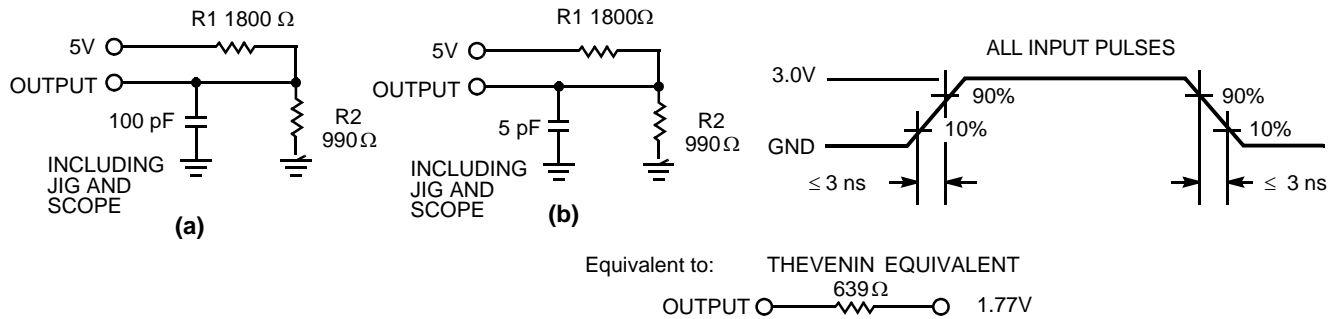 R1 1800 Ω
5V
OUTPUT
100 pF
R2
990Ω
INCLUDING
JIG AND
SCOPE
(a)
R1 1800Ω
5V
OUTPUT
5 pF
R2
990Ω
INCLUDING
JIG AND
SCOPE
(b)
ALL INPUT PULSES
3.0V
90%
10%
GND
≤ 3 ns
90%
10%
≤ 3 ns
Equivalent to: THEVENIN EQUIVALENT
639Ω
OUTPUT 1.77V